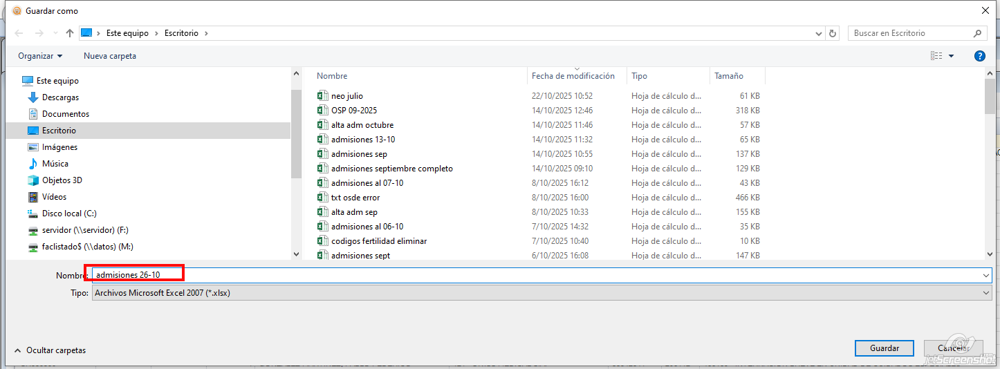 Guardar como
Este equipo > Escritorio >
Buscar en Escritorio
Organizar
Nueva carpeta
Este equipo
Descargas
Documentos
Escritorio
Imágenes
Música
Objetos 3D
Vídeos
Disco local (C:)
servidor (\\servidor) (F:)
faclistado$ (\\datos) (M:)
Nombre Fecha de modificación Tipo Tamaño
neo julio 22/10/2025 10:52 Hoja de cálculo d... 61 KB
OSP 09-2025 14/10/2025 12:46 Hoja de cálculo d... 318 KB
alta adm octubre 14/10/2025 11:46 Hoja de cálculo d... 57 KB
admisiones 13-10 14/10/2025 11:32 Hoja de cálculo d... 65 KB
admisiones sep 14/10/2025 10:55 Hoja de cálculo d... 137 KB
admisiones septiembre completo 14/10/2025 09:10 Hoja de cálculo d... 129 KB
admisiones al 07-10 8/10/2025 16:12 Hoja de cálculo d... 43 KB
txt osde error 8/10/2025 16:00 Hoja de cálculo d... 466 KB
alta adm sep 8/10/2025 10:33 Hoja de cálculo d... 155 KB
admisiones al 06-10 7/10/2025 14:32 Hoja de cálculo d... 35 KB
codigos fertilidad eliminar 7/10/2025 10:40 Hoja de cálculo d... 10 KB
admisiones sept 6/10/2025 16:08 Hoja de cálculo d... 147 KB
Nombre: admisiones 26-10
Tipo: Archivos Microsoft Excel 2007 (*.xlsx)
Ocultar carpetas
Guardar
Cancelar
jetScreenshot.com